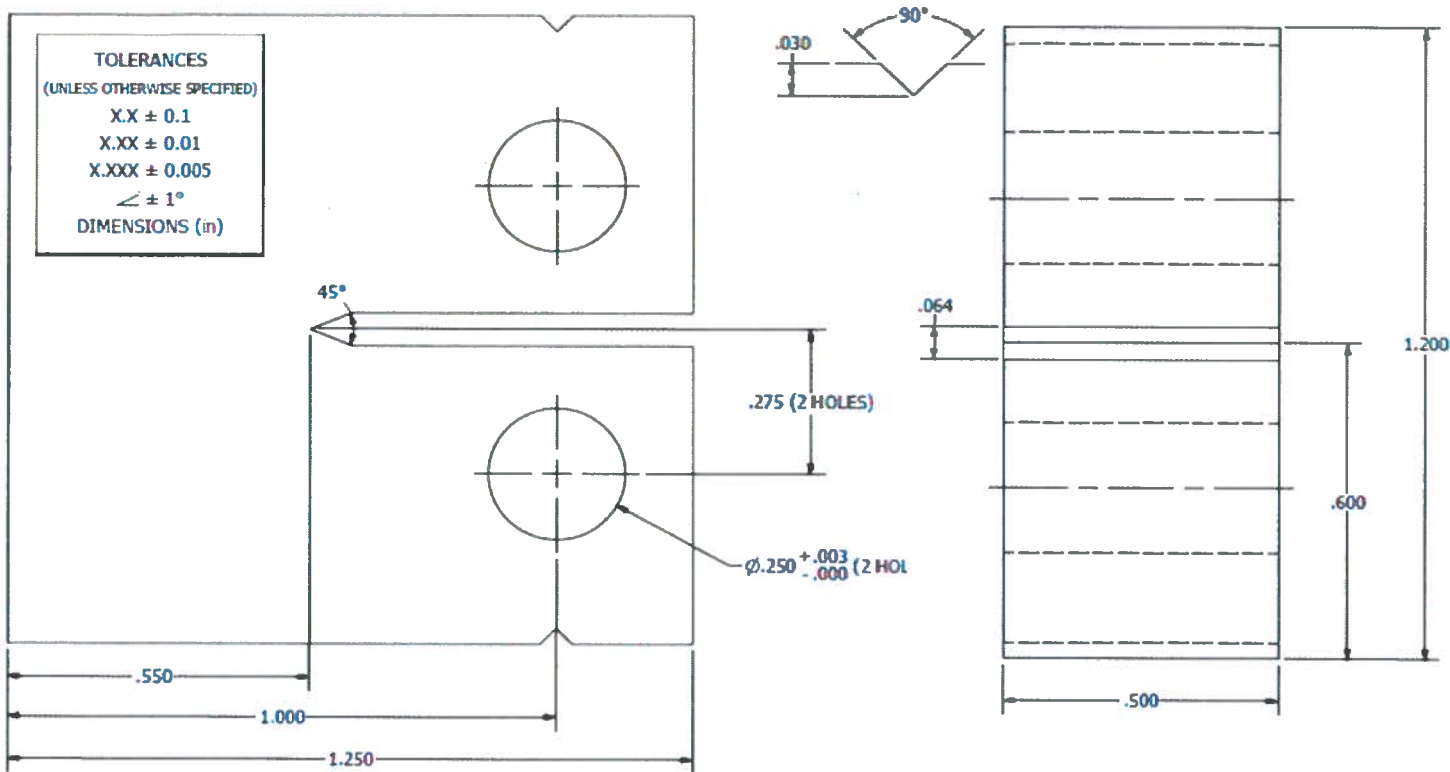 TOLERANCES
(UNLESS OTHERWISE SPECIFIED)
X.X ± 0.1
X.XX ± 0.01
X.XXX ± 0.005
∠ ± 1°
DIMENSIONS (in)
90°
.030
45°
.064
1.200
.275 (2 HOLES)
.600
Ø.250 +.003 -.000 (2 HOL
.550
.500
1.000
1.250